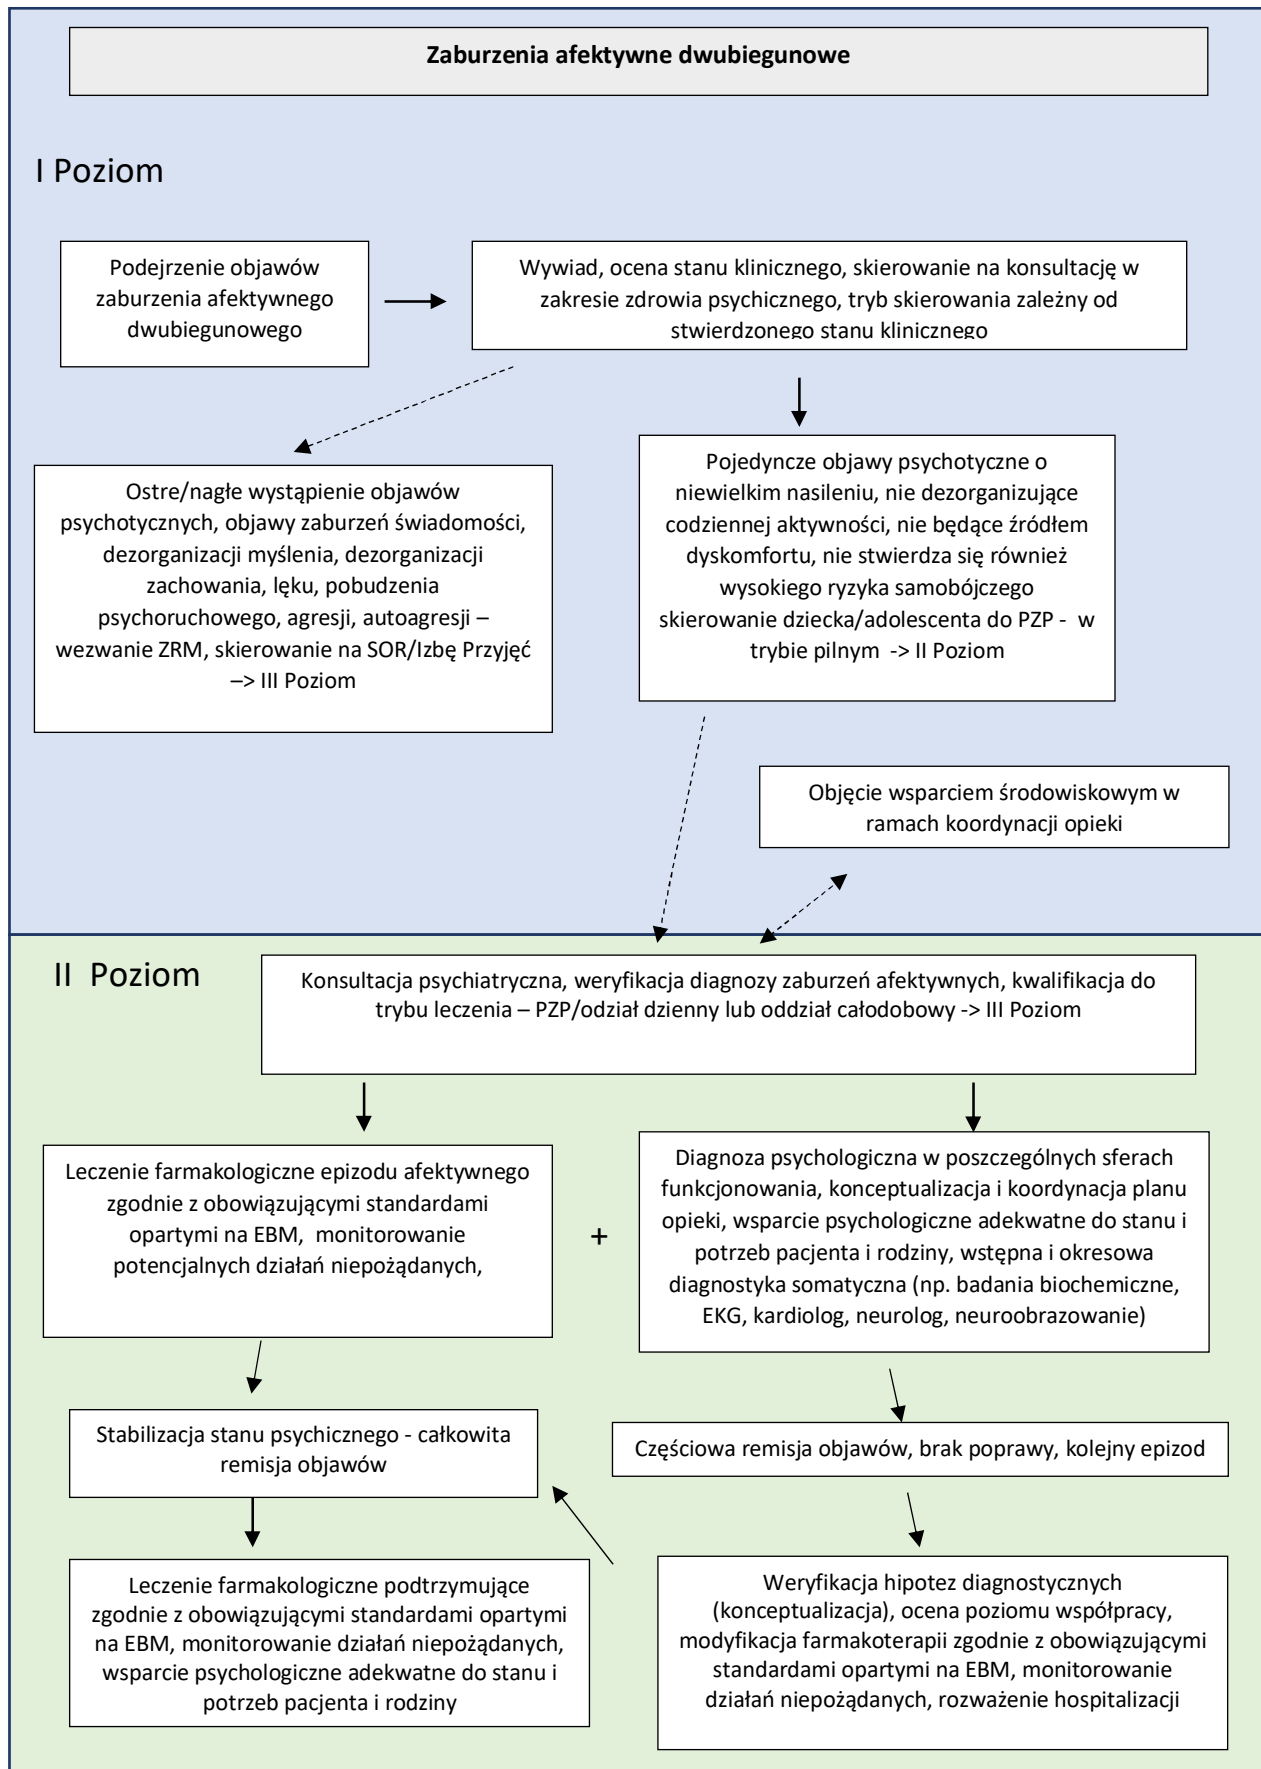 Zaburzenia afektywne dwubiegunowe
I Poziom
Podejrzenie objawów
zaburzenia afektywnego
dwubiegunowego
Wywiad, ocena stanu klinicznego, skierowanie na konsultację w
zakresie zdrowia psychicznego, tryb skierowania zależny od
stwierdzonego stanu klinicznego
Ostre/nagłe wystąpienie objawów
psychotycznych, objawy zaburzeń świadomości,
dezorganizacji myślenia, dezorganizacji
zachowania, lęku, pobudzenia
psychoruchowego, agresji, autoagresji –
wezwanie ZRM, skierowanie na SOR/Izbę Przyjęć
–> III Poziom
Pojedyncze objawy psychotyczne o
niewielkim nasileniu, nie dezorganizujące
codziennej aktywności, nie będące źródłem
dyskomfortu, nie stwierdza się również
wysokiego ryzyka samobójczego
skierowanie dziecka/adolescenta do PZP - w
trybie pilnym -> II Poziom
Objęcie wsparciem środowiskowym w
ramach koordynacji opieki
II Poziom
Konsultacja psychiatryczna, weryfikacja diagnozy zaburzeń afektywnych, kwalifikacja do
trybu leczenia – PZP/odział dzienny lub oddział całodobowy -> III Poziom
Leczenie farmakologiczne epizodu afektywnego
zgodnie z obowiązującymi standardami
opartymi na EBM, monitorowanie
potencjalnych działań niepożądanych,
+
Diagnoza psychologiczna w poszczególnych sferach
funkcjonowania, konceptualizacja i koordynacja planu
opieki, wsparcie psychologiczne adekwatne do stanu i
potrzeb pacjenta i rodziny, wstępna i okresowa
diagnostyka somatyczna (np. badania biochemiczne,
EKG, kardiolog, neurolog, neuroobrazowanie)
Stabilizacja stanu psychicznego - całkowita
remisja objawów
Częściowa remisja objawów, brak poprawy, kolejny epizod
Leczenie farmakologiczne podtrzymujące
zgodnie z obowiązującymi standardami opartymi
na EBM, monitorowanie działań niepożądanych,
wsparcie psychologiczne adekwatne do stanu i
potrzeb pacjenta i rodziny
Weryfikacja hipotez diagnostycznych
(konceptualizacja), ocena poziomu współpracy,
modyfikacja farmakoterapii zgodnie z obowiązującymi
standardami opartymi na EBM, monitorowanie
działań niepożądanych, rozważenie hospitalizacji